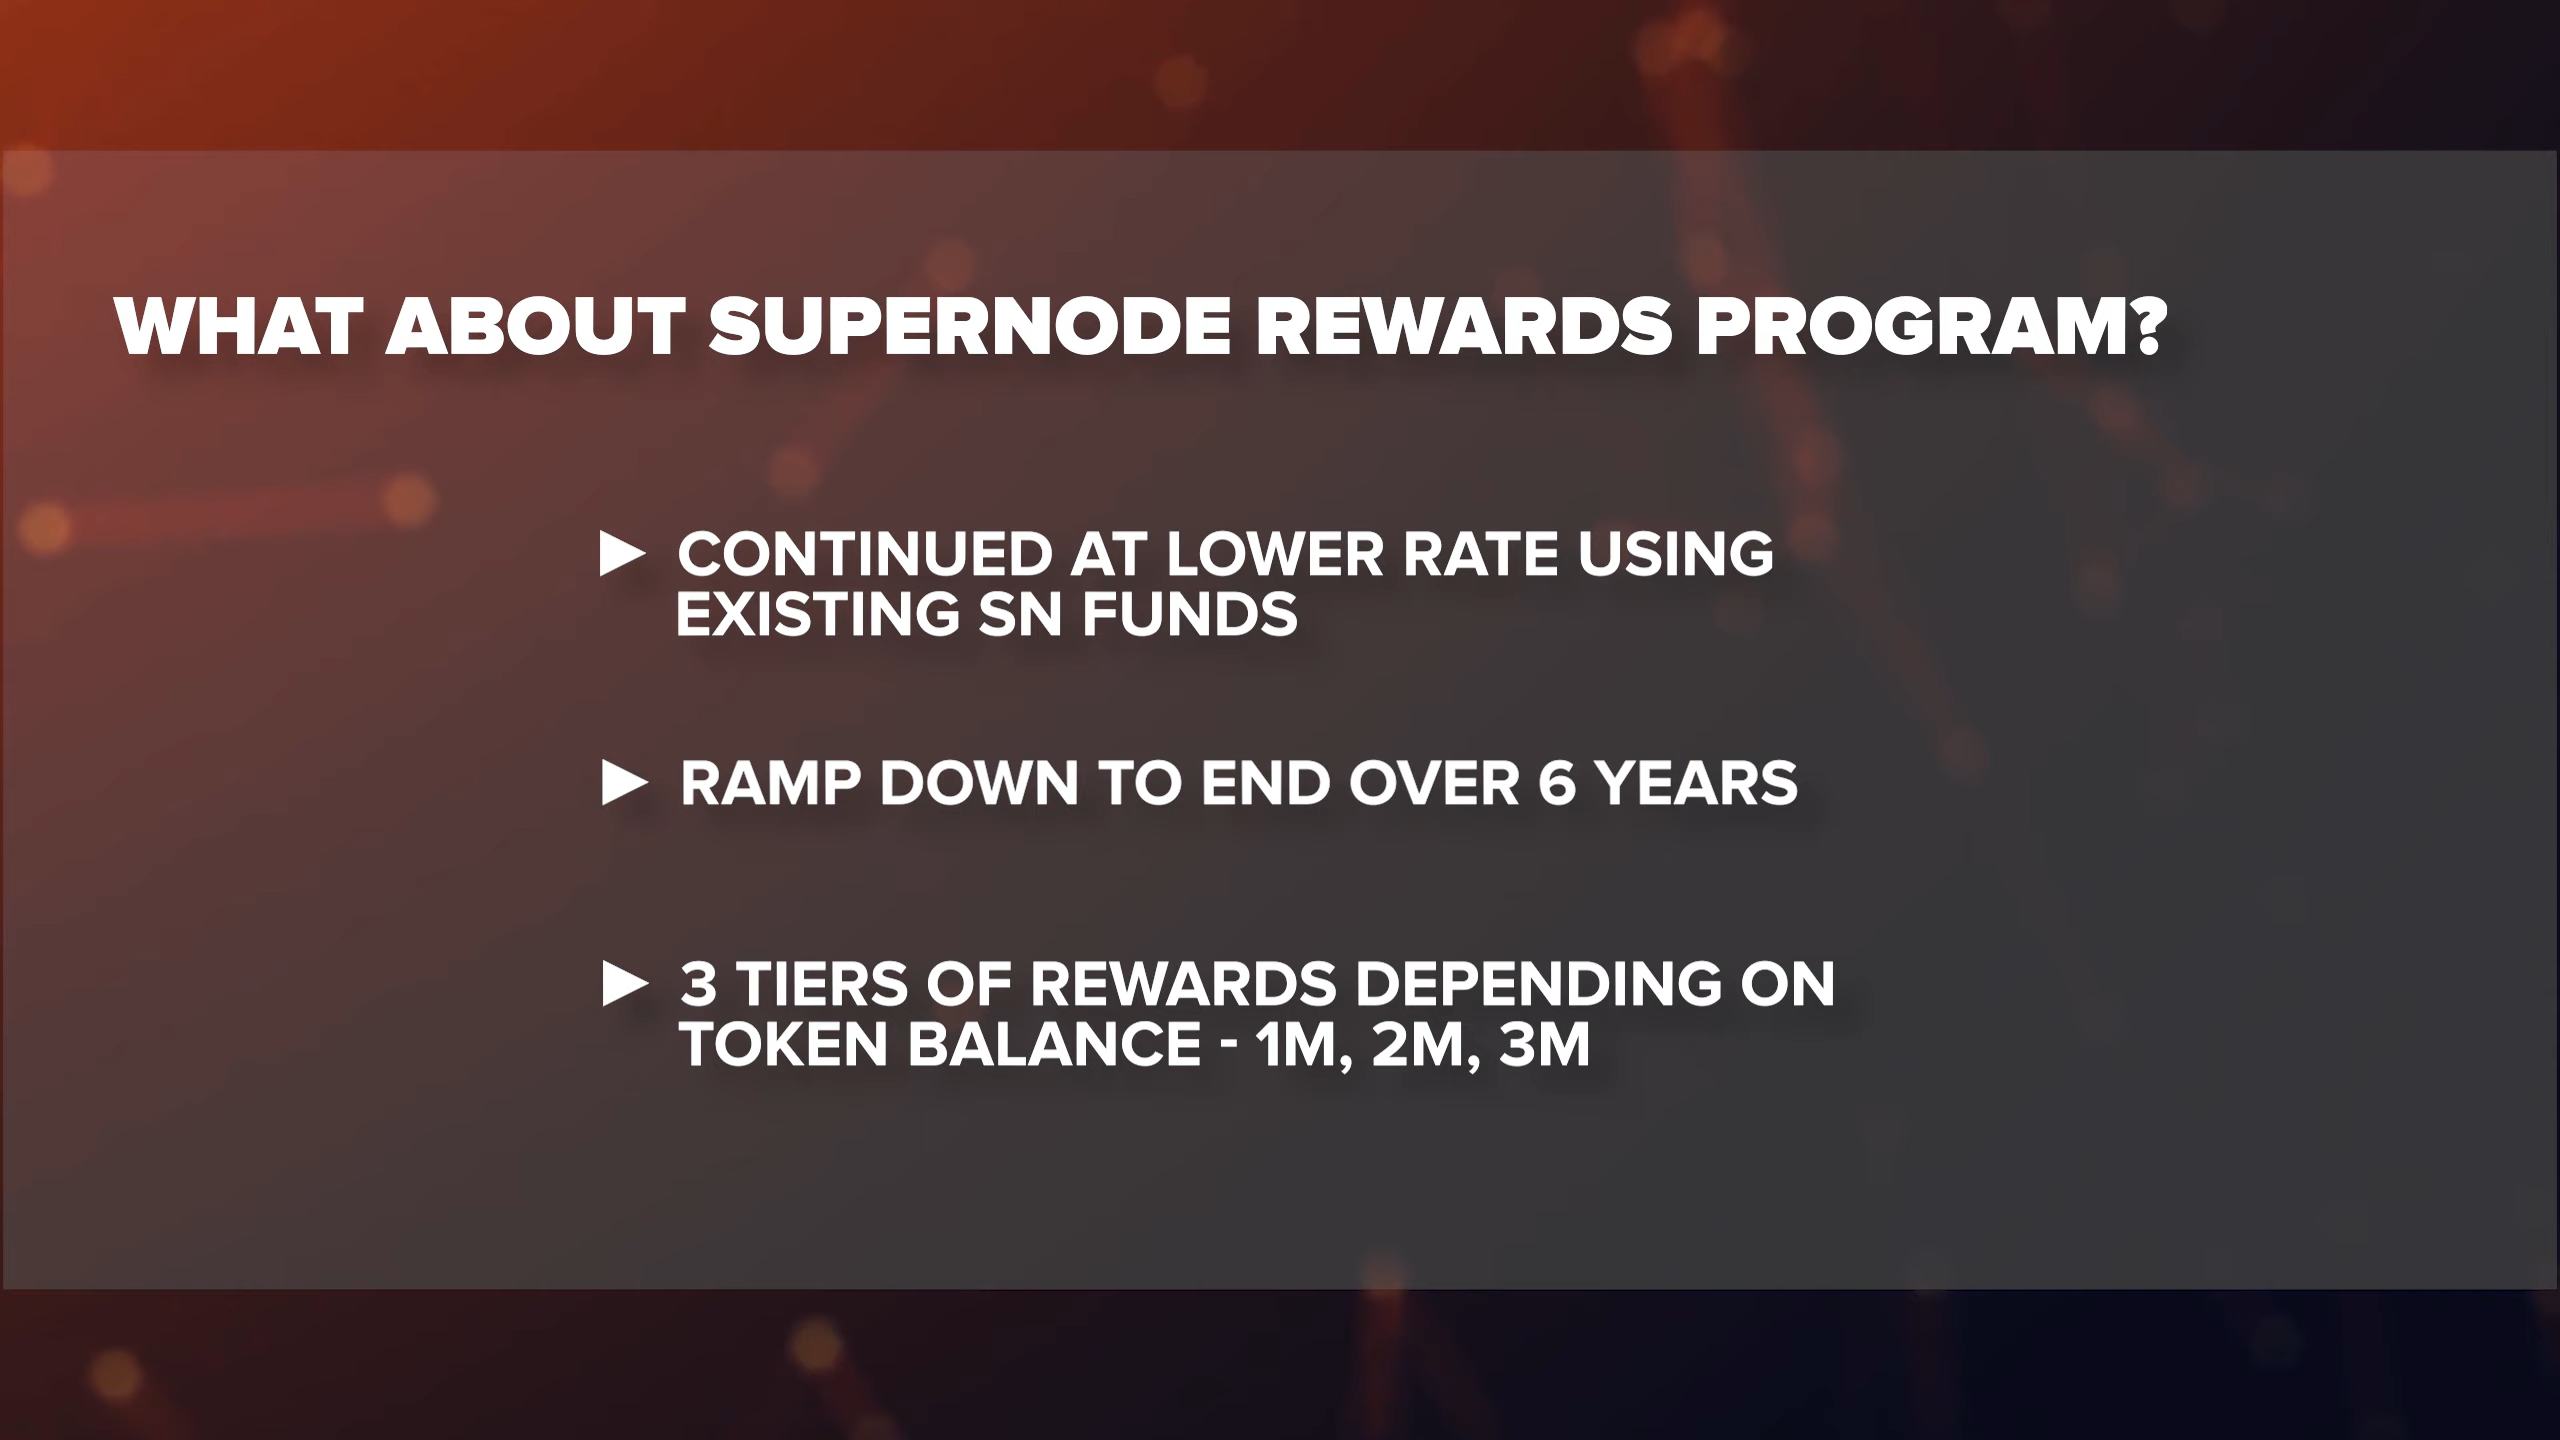 WHAT ABOUT SUPERNODE REWARDS PROGRAM?
► CONTINUED AT LOWER RATE USING
EXISTING SN FUNDS
► RAMP DOWN TO END OVER 6 YEARS
► 3 TIERS OF REWARDS DEPENDING ON
TOKEN BALANCE - 1M, 2M, 3M